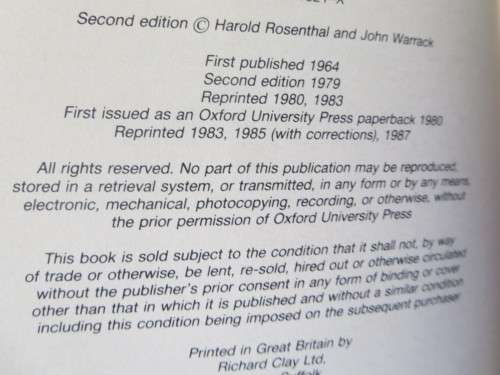 Second edition © Harold Rosenthal and John Warrack
First published 1964
Second edition 1979
Reprinted 1980, 1983
First issued as an Oxford University Press paperback 1980
Reprinted 1983, 1985 (with corrections), 1987
All rights reserved. No part of this publication may be reproduced,
stored in a retrieval system, or transmitted, in any form or by any means,
electronic, mechanical, photocopying, recording, or otherwise, without
the prior permission of Oxford University Press
This book is sold subject to the condition that it shall not, by way
of trade or otherwise, be lent, re-sold, hired out or otherwise circulated
without the publisher's prior consent in any form of binding or cover
other than that in which it is published and without a similar condition
including this condition being imposed on the subsequent purchaser
Printed in Great Britain by
Richard Clay Ltd,
Suffolk